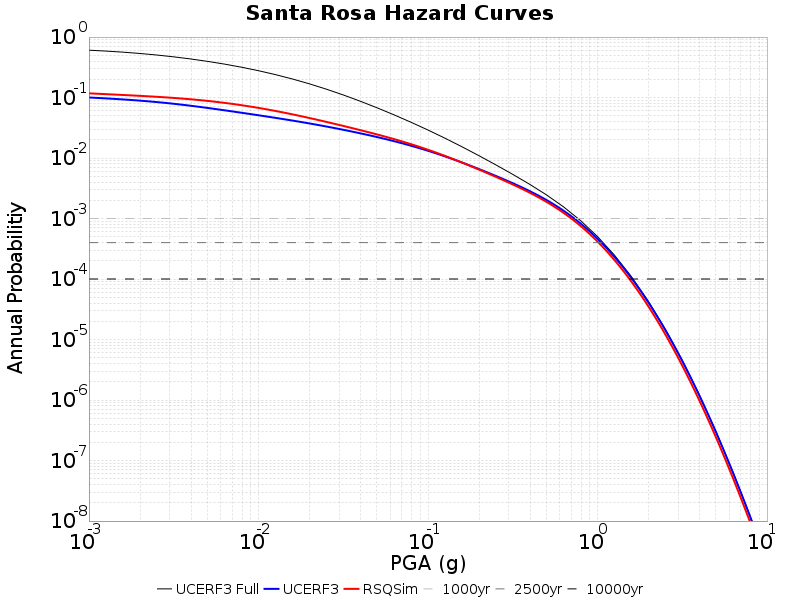 Santa Rosa Hazard Curves
Annual Probabilitiy
10^0
10^-1
10^-2
10^-3
10^-4
10^-5
10^-6
10^-7
10^-8
10^-3 10^-2 10^-1 10^0 10^1
PGA (g)
UCERF3 Full UCERF3 RSQSim 1000yr 2500yr 10000yr